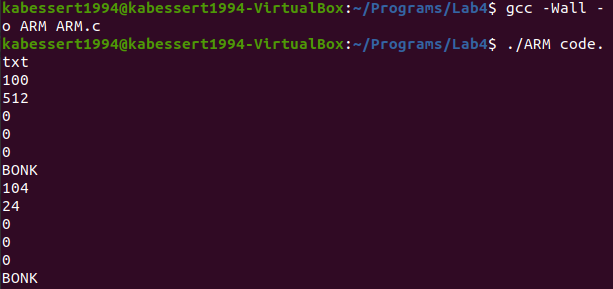 kabessert1994@kabessert1994-VirtualBox:~/Programs/Lab4$ gcc -Wall -
o ARM ARM.c
kabessert1994@kabessert1994-VirtualBox:~/Programs/Lab4$ ./ARM code.
txt
100
512
0
0
0
BONK
104
24
0
0
0
BONK